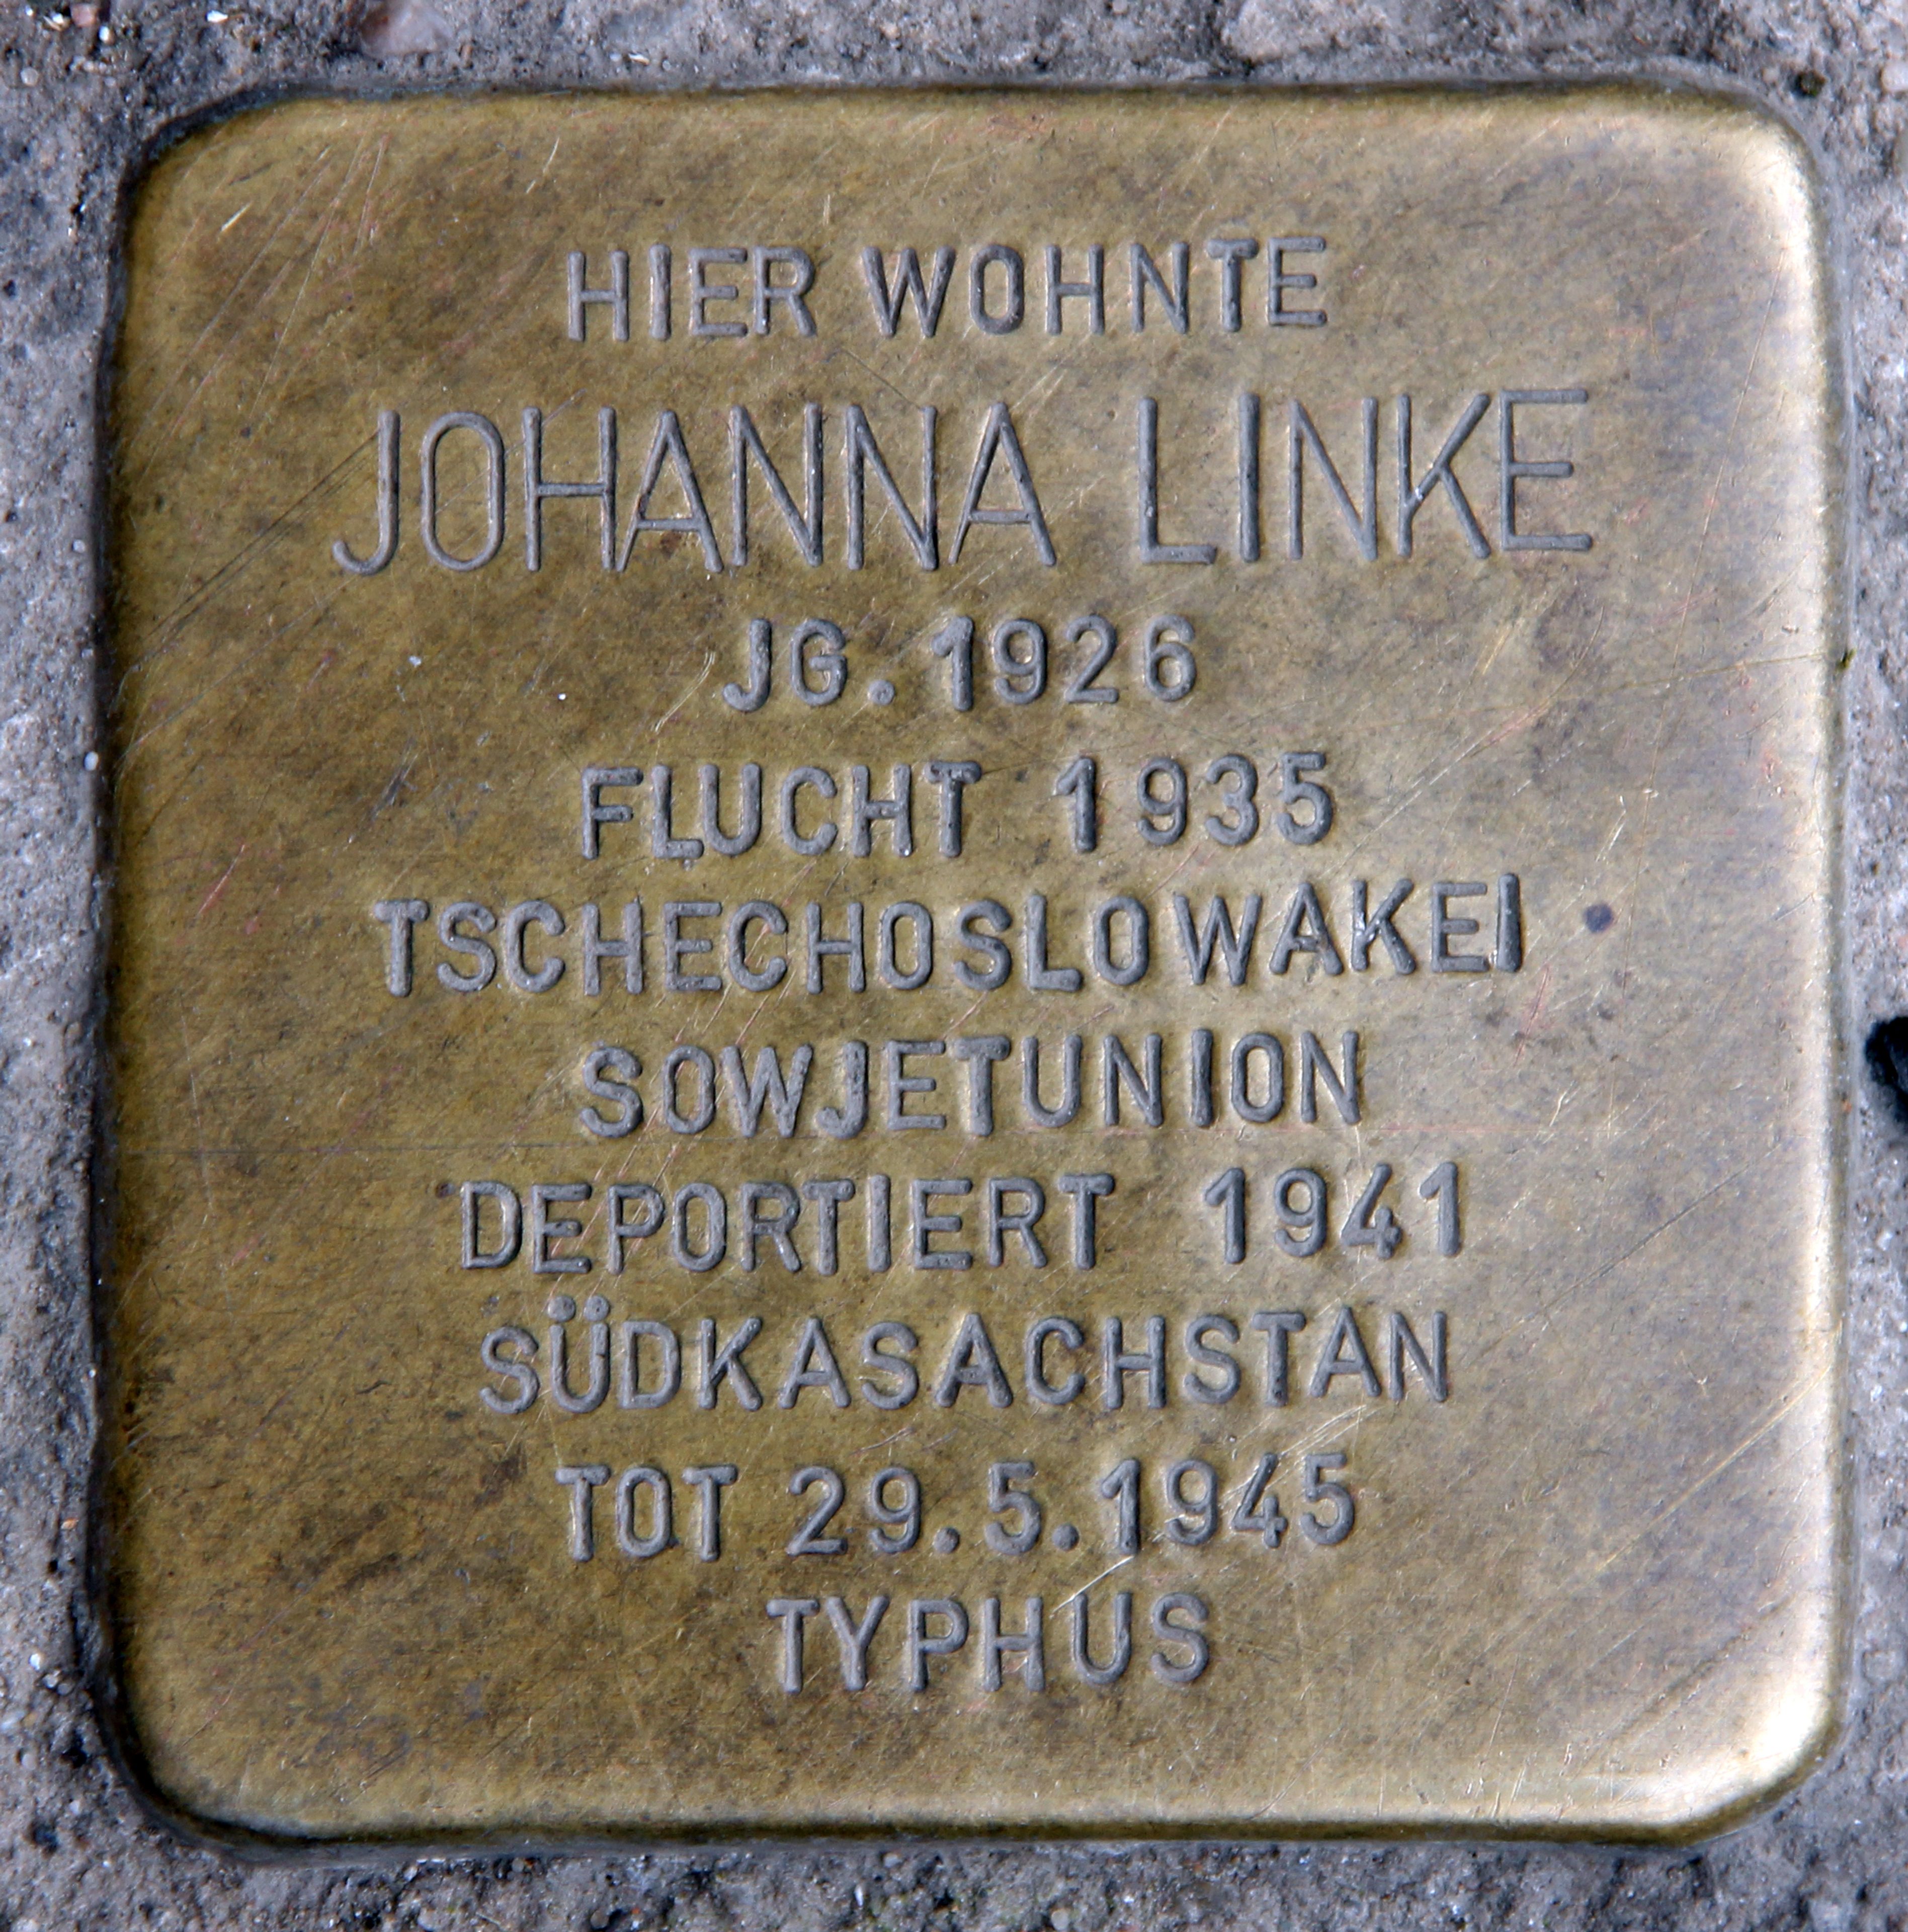 HIER WOHNTE
JOHANNA LINKE
JG. 1926
FLUCHT 1935
TSCHECHOSLOWAKEI
SOWJETUNION
DEPORTIERT 1941
SÜDKASACHSTAN
TOT 29.5.1945
TYPHUS